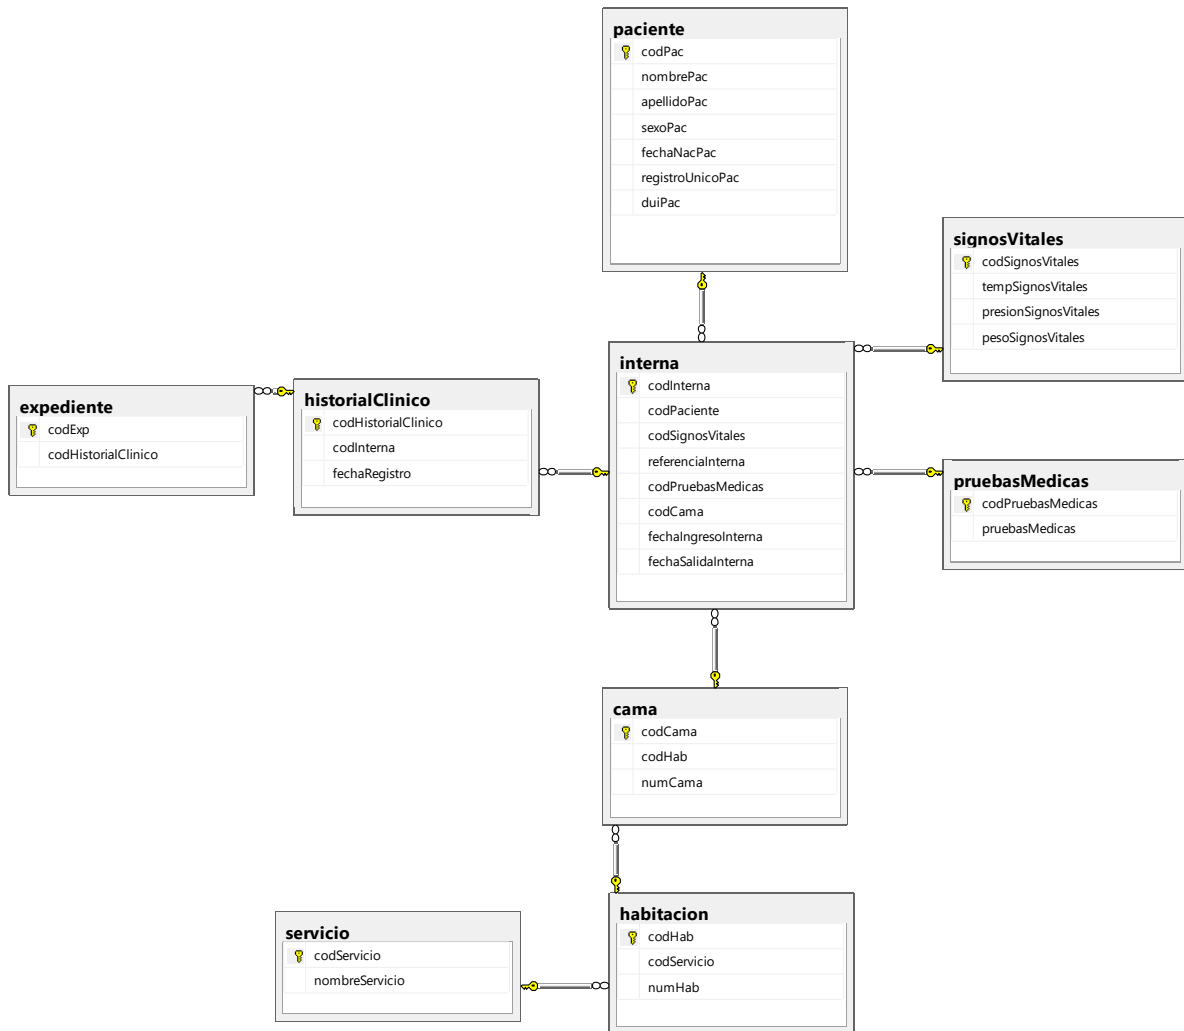 paciente
codPac
nombrePac
apellidoPac
sexoPac
fechaNacPac
registroUnicoPac
duiPac
signosVitales
codSignosVitales
tempSignosVitales
presionSignosVitales
pesoSignosVitales
interna
codInterna
codPaciente
codSignosVitales
referenciaInterna
codPruebasMedicas
codCama
fechaIngresoInterna
fechaSalidaInterna
expediente
codExp
codHistorialClinico
historialClinico
codHistorialClinico
codInterna
fechaRegistro
pruebasMedicas
codPruebasMedicas
pruebasMedicas
cama
codCama
codHab
numCama
servicio
codServicio
nombreServicio
habitacion
codHab
codServicio
numHab